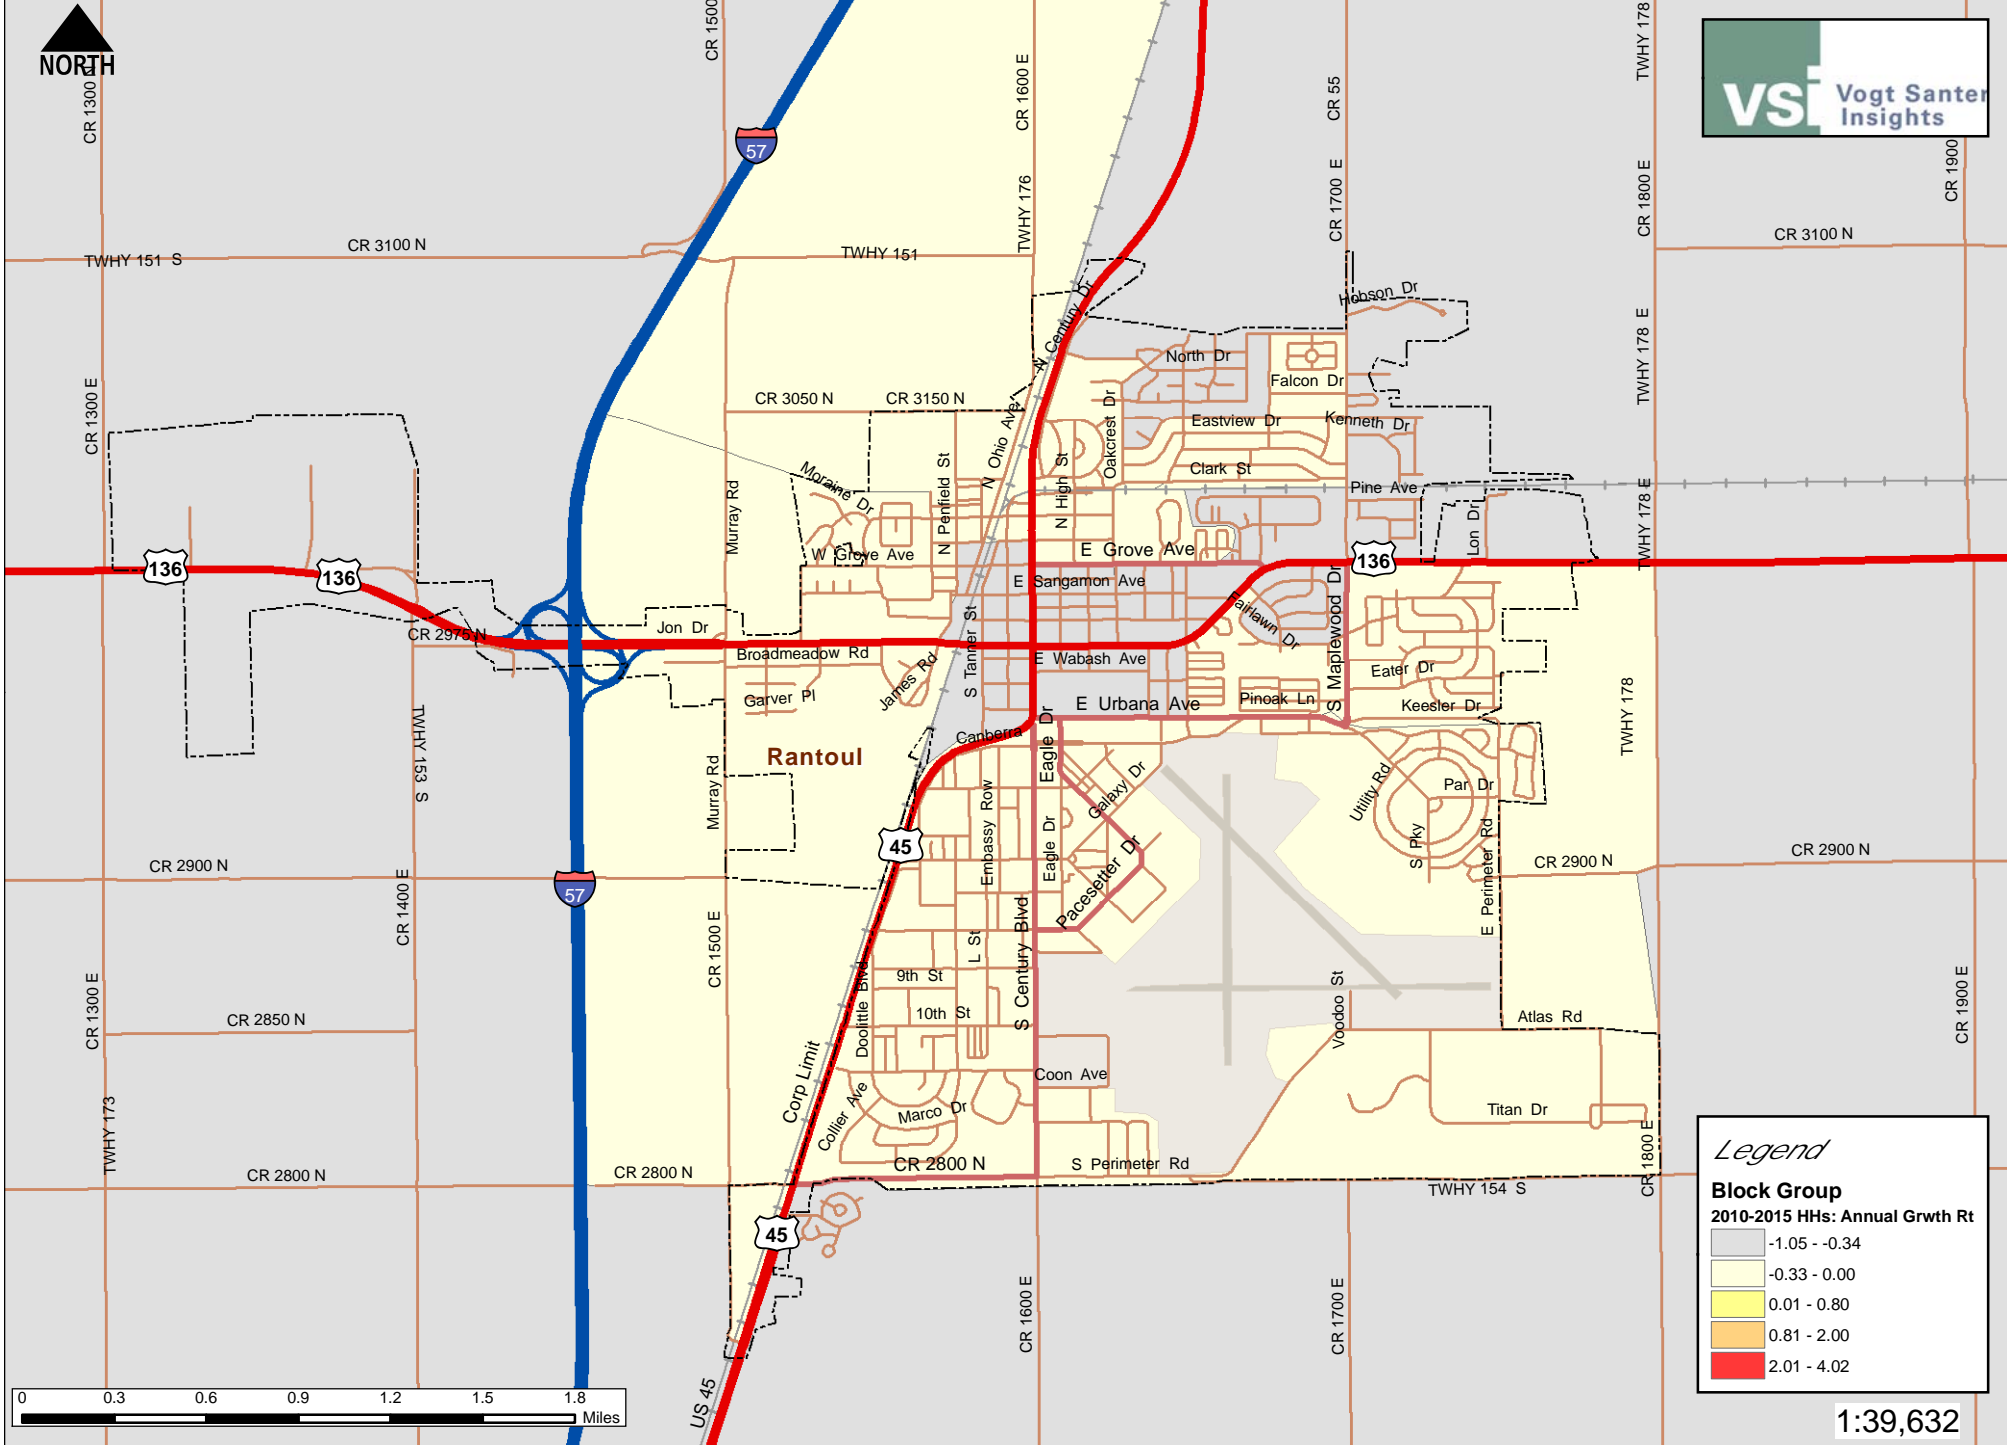 NORTH
CR 1300 N
CR 1500
CR 1600 E
CR 55
TWHY 178
VSI Vogt Santer
Insights
57
TWHY 176
CR 1700 E
CR 1800 E
CR 1900
TWHY 151 S
CR 3100 N
TWHY 151
CR 3100 N
N Century Dr
Hobson Dr
TWHY 178 E
North Dr
Falcon Dr
CR 1300 E
CR 3050 N
CR 3150 N
N Ohio Ave
Oakcrest Dr
Eastview Dr
Kenneth Dr
Clark St
Moraine Dr
Murray Rd
N Penfield St
N High St
Pine Ave
Lon Dr
TWHY 178 E
136
136
W Grove Ave
E Grove Ave
136
E Sangamon Ave
Fairlawn Dr
S Maplewood Dr
CR 2975 N
Jon Dr
Broadmeadow Rd
James Rd
S Tanner St
E Wabash Ave
Eater Dr
Garver Pl
E Urbana Ave
Pinoak Ln
Keesler Dr
TWHY 178
Canberra
Eagle Dr
Rantoul
TWHY 153 S
Murray Rd
Embassy Row
Galaxy Dr
Utility Rd
Par Dr
45
Eagle Dr
Pacesetter Dr
S Pky
E Perimeter Rd
CR 2900 N
CR 2900 N
CR 2900 N
57
CR 1400 E
CR 1500 E
L St
S Century Blvd
9th St
10th St
Doolittle Blvd
Voodoo St
Atlas Rd
CR 1300 E
CR 2850 N
CR 1900 E
Corp Limit
Collier Ave
Marco Dr
Coon Ave
Titan Dr
TWHY 173
CR 2800 N
CR 2800 N
CR 2800 N
S Perimeter Rd
TWHY 154 S
CR 1800 E
45
CR 1600 E
CR 1700 E
US 45
Legend
Block Group
2010-2015 HHs: Annual Grwth Rt
-1.05 - -0.34
-0.33 - 0.00
0.01 - 0.80
0.81 - 2.00
2.01 - 4.02
0 0.3 0.6 0.9 1.2 1.5 1.8
Miles
1:39,632